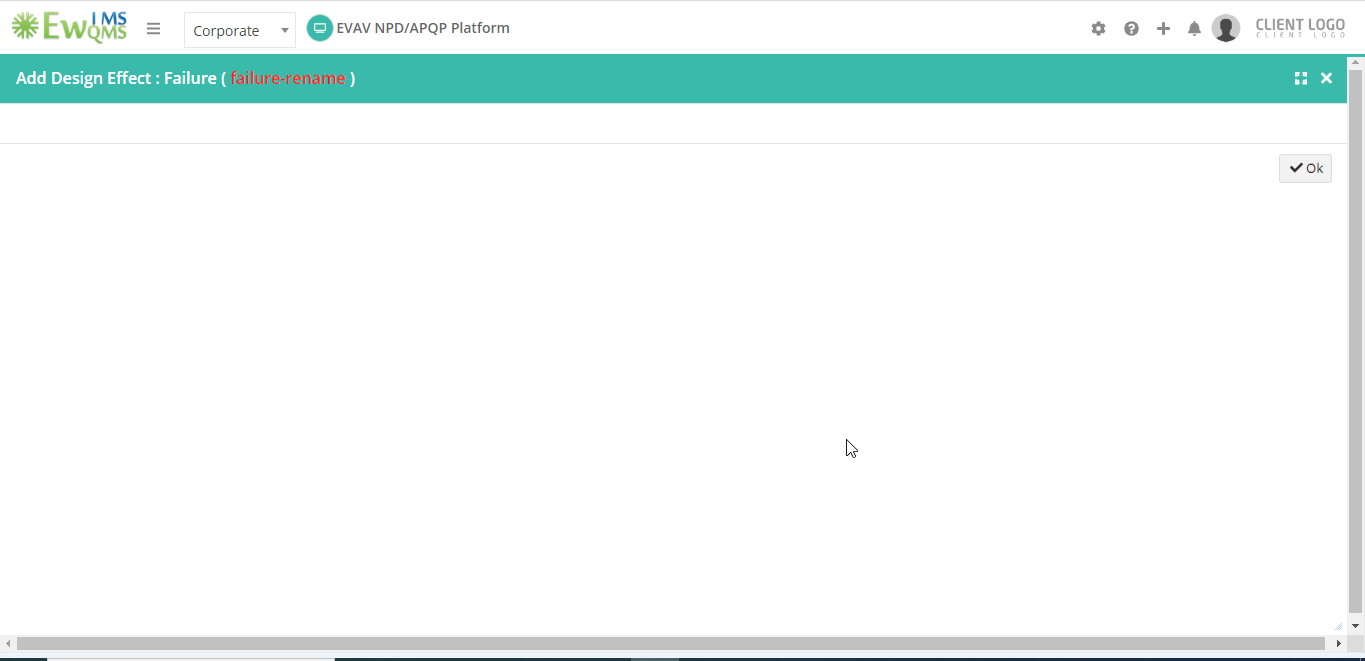 Ew IMS QMS
Corporate
EVAV NPD/APQP Platform
CLIENT LOGO
CLIENT LOGO
Add Design Effect : Failure ( failure-rename )
Ok